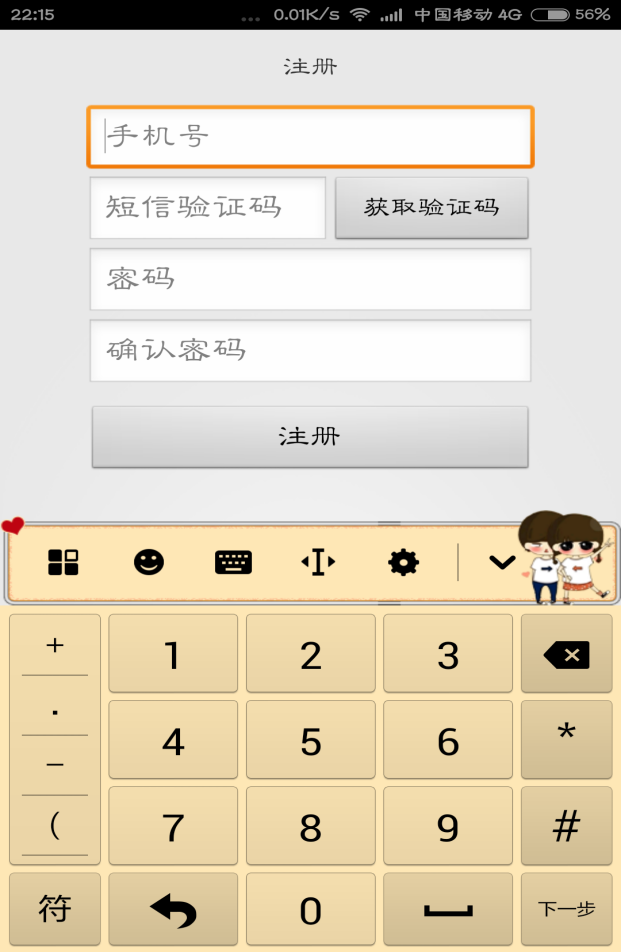 22:15 ... 0.01K/s 中国移动 4G 56%
注册
手机号
短信验证码 获取验证码
密码
确认密码
注册
+ 1 2 3
. 4 5 6 *
- 7 8 9 #
(
符 0 下一步